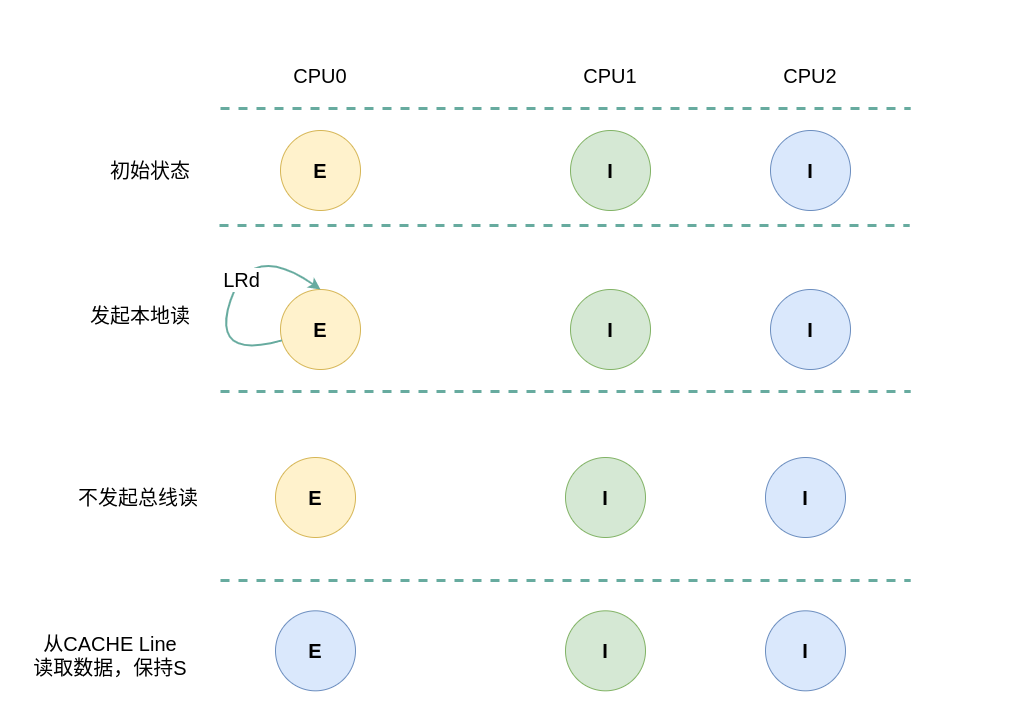 CPU0 CPU1 CPU2
初始状态 E I I
LRd
发起本地读 E I I
不发起总线读 E I I
从CACHE Line
读取数据，保持S
E I I